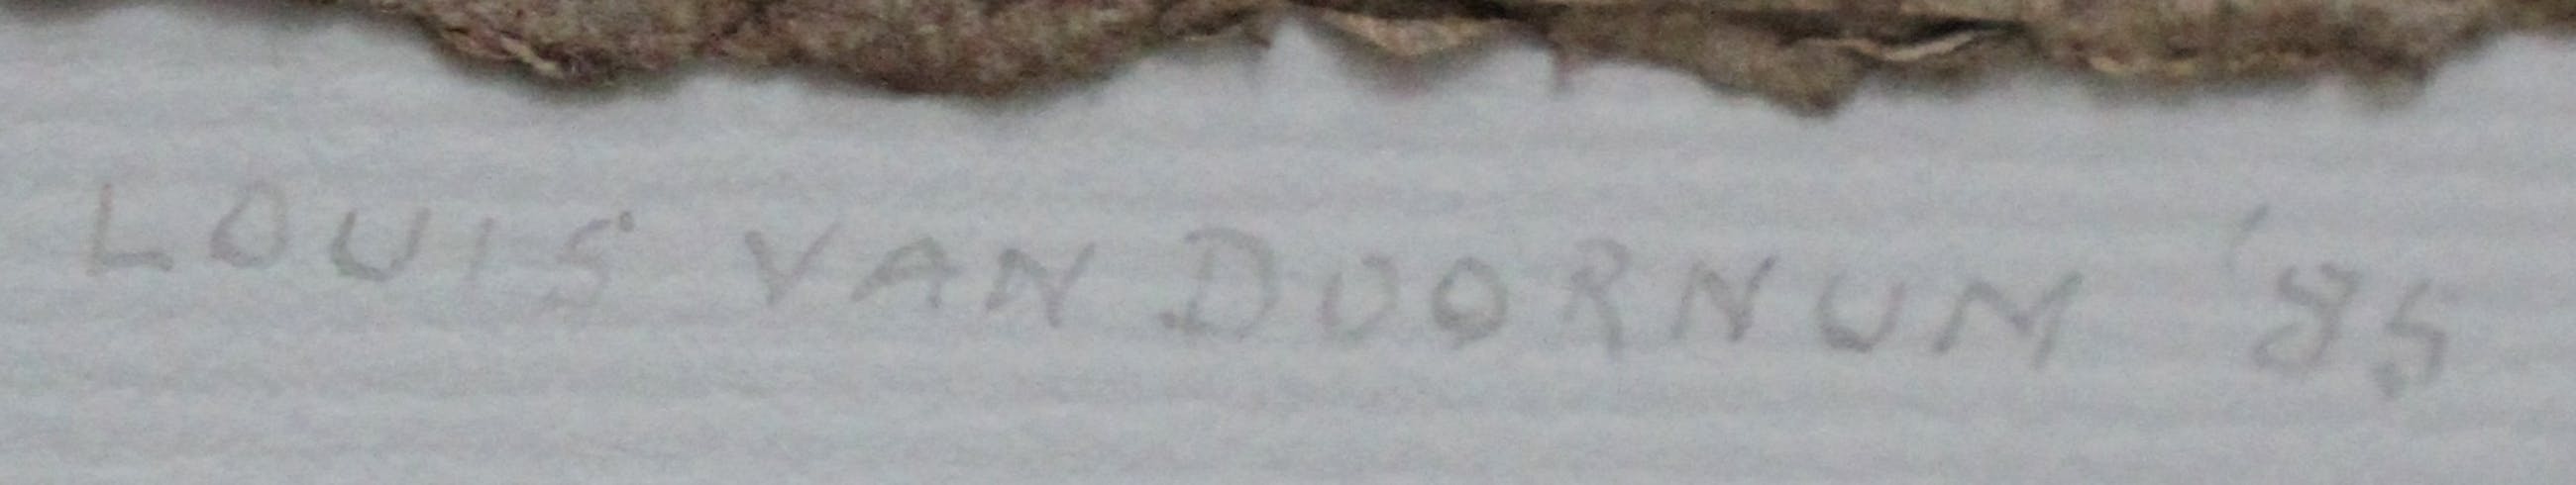 LOUIS VAN DOORNUM '85